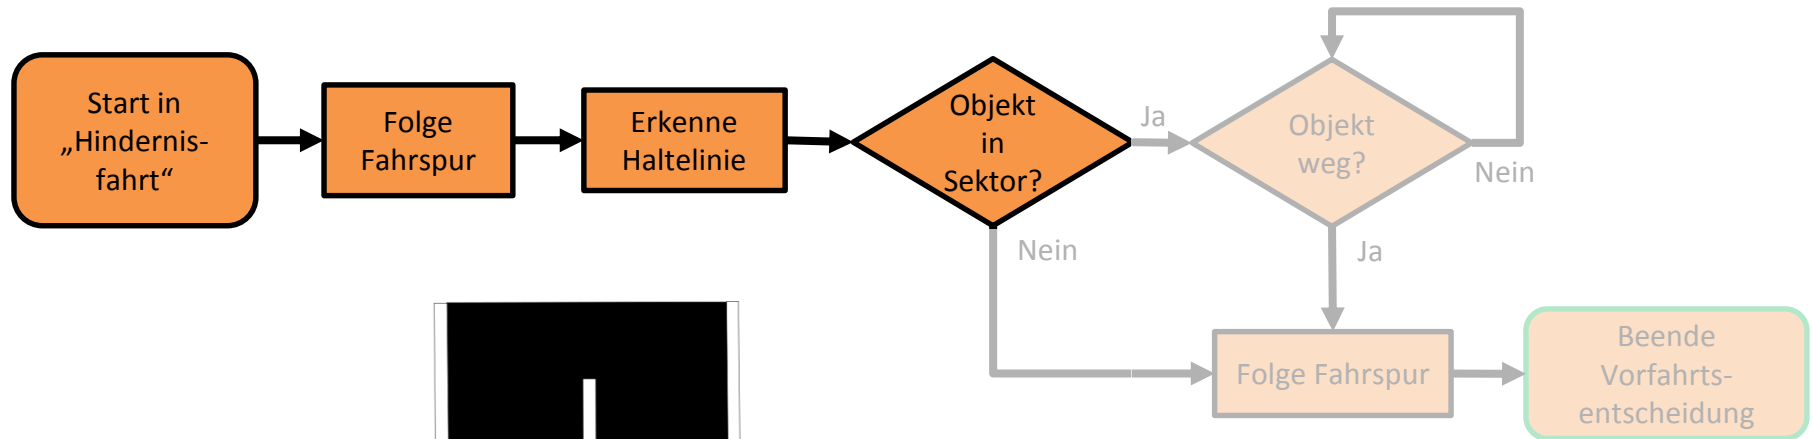 Start in
„Hindernis-
fahrt“
Folge
Fahrspur
Erkenne
Haltelinie
Objekt
in
Sektor?
Ja
Objekt
weg?
Nein
Nein
Ja
Folge Fahrspur
Beende
Vorfahrts-
entscheidung